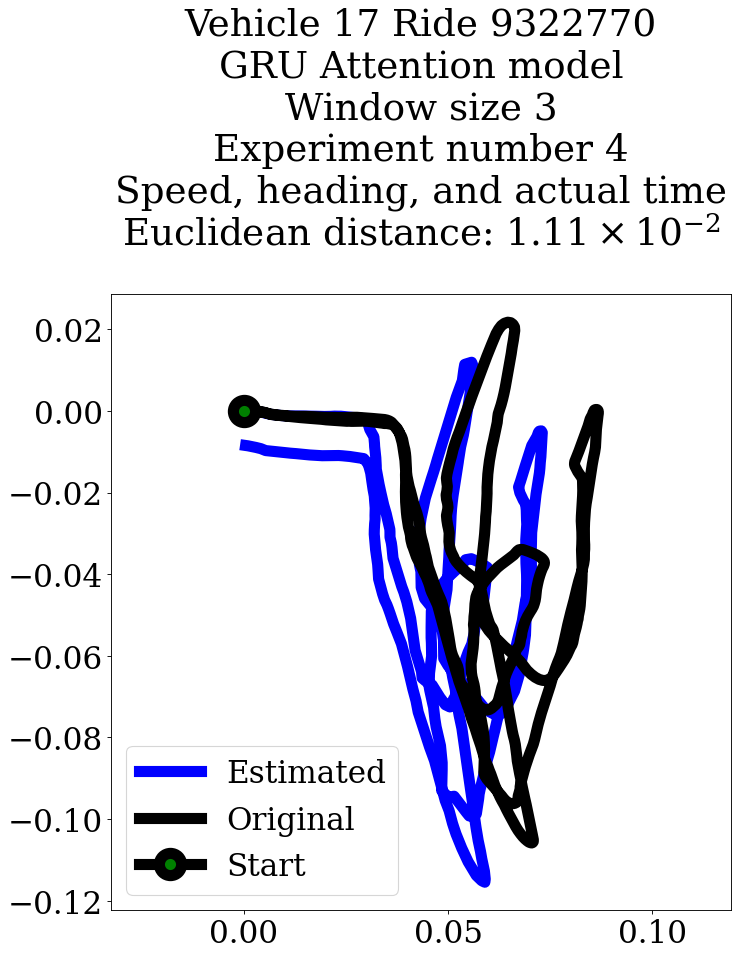 Vehicle 17 Ride 9322770
GRU Attention model
Window size 3
Experiment number 4
Speed, heading, and actual time
Euclidean distance: 1.11 × 10⁻²
0.02
0.00
−0.02
−0.04
−0.06
−0.08
−0.10
−0.12
Estimated
Original
Start
0.00 0.05 0.10